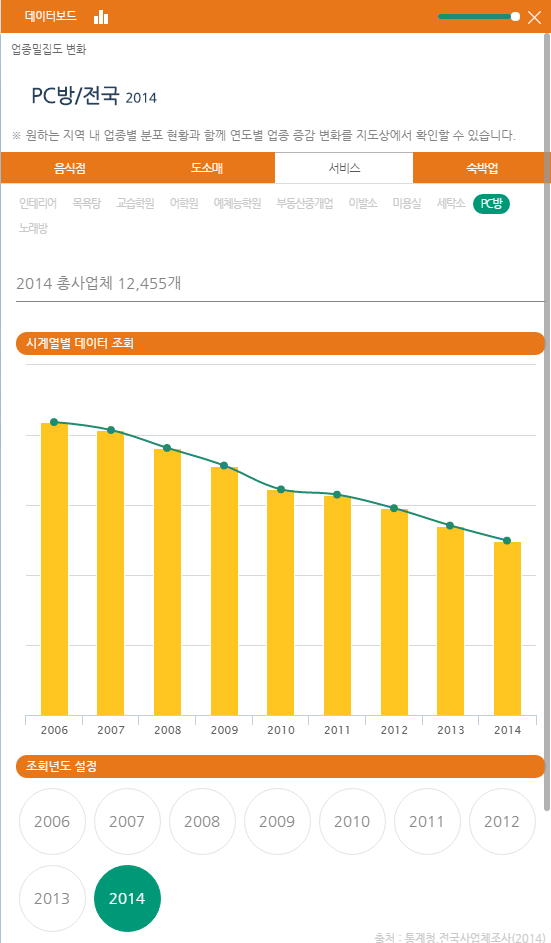 데이터보드
업종밀집도 변화
PC방/전국 2014
※ 원하는 지역 내 업종별 분포 현황과 함께 연도별 업종 증감 변화를 지도상에서 확인할 수 있습니다.
음식점 도소매 서비스 숙박업
인테리어 목욕탕 교습학원 어학원 예체능학원 부동산중개업 이발소 미용실 세탁소 PC방
노래방
2014 총사업체 12,455개
시계열별 데이터 조회
2006 2007 2008 2009 2010 2011 2012 2013 2014
조회년도 설정
2006 2007 2008 2009 2010 2011 2012
2013 2014
출처 : 통계청,전국사업체조사(2014)